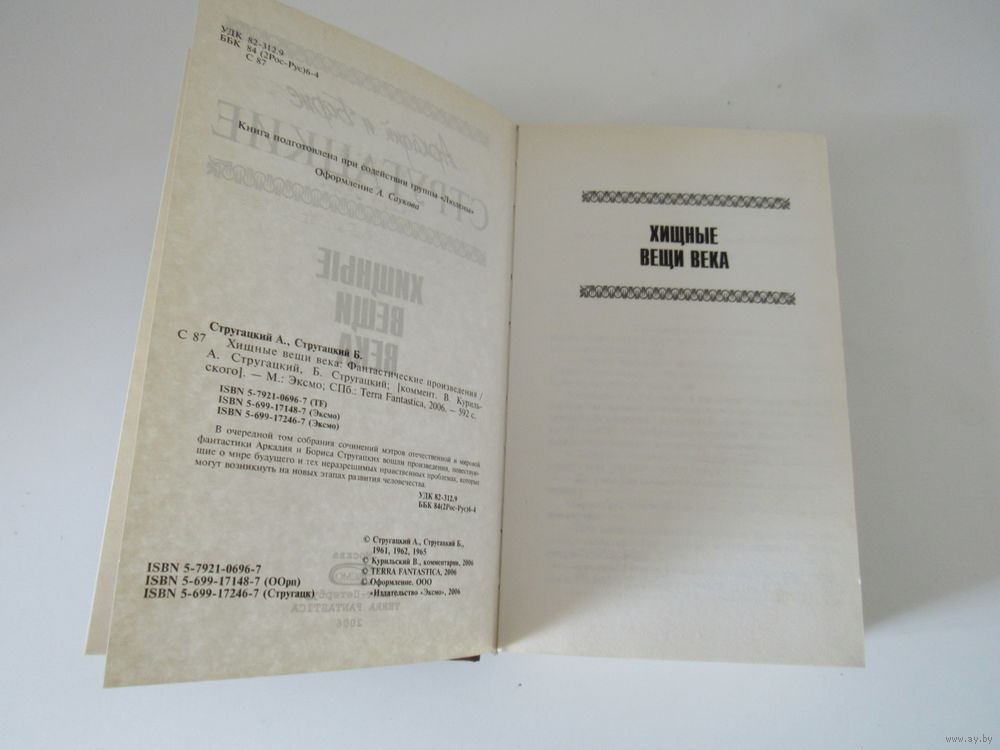 УДК 82-312.9
ББК 84 (2Рос-Рус)6-4
С 87
Книга подготовлена при содействии группы «Людены»
Оформление А. Саукова
Стругацкий А., Стругацкий Б.
С 87 Хищные вещи века: Фантастические произведения /
А. Стругацкий, Б. Стругацкий; [коммент. В. Куриль-
ского]. — М.: Эксмо; СПб.: Terra Fantastica, 2006. — 592 с.
ISBN 5-7921-0696-7 (TF)
ISBN 5-699-17148-7 (Эксмо)
ISBN 5-699-17246-7 (Эксмо)
В очередной том собрания сочинений мэтров отечественной и мировой
фантастики Аркадия и Бориса Стругацких вошли произведения, повествую-
щие о мире будущего и тех неразрешимых нравственных проблемах, которые
могут возникнуть на новых этапах развития человечества.
УДК 82-312.9
ББК 84(2Рос-Рус)6-4
© Стругацкий А., Стругацкий Б.,
1961, 1962, 1965
© Курильский В., комментарии, 2006
© TERRA FANTASTICA, 2006
© Оформление. ООО
«Издательство «Эксмо», 2006
ISBN 5-7921-0696-7
ISBN 5-699-17148-7 (ООрп)
ISBN 5-699-17246-7 (Стругацк)
ХИЩНЫЕ
ВЕЩИ ВЕКА
www.ay.by